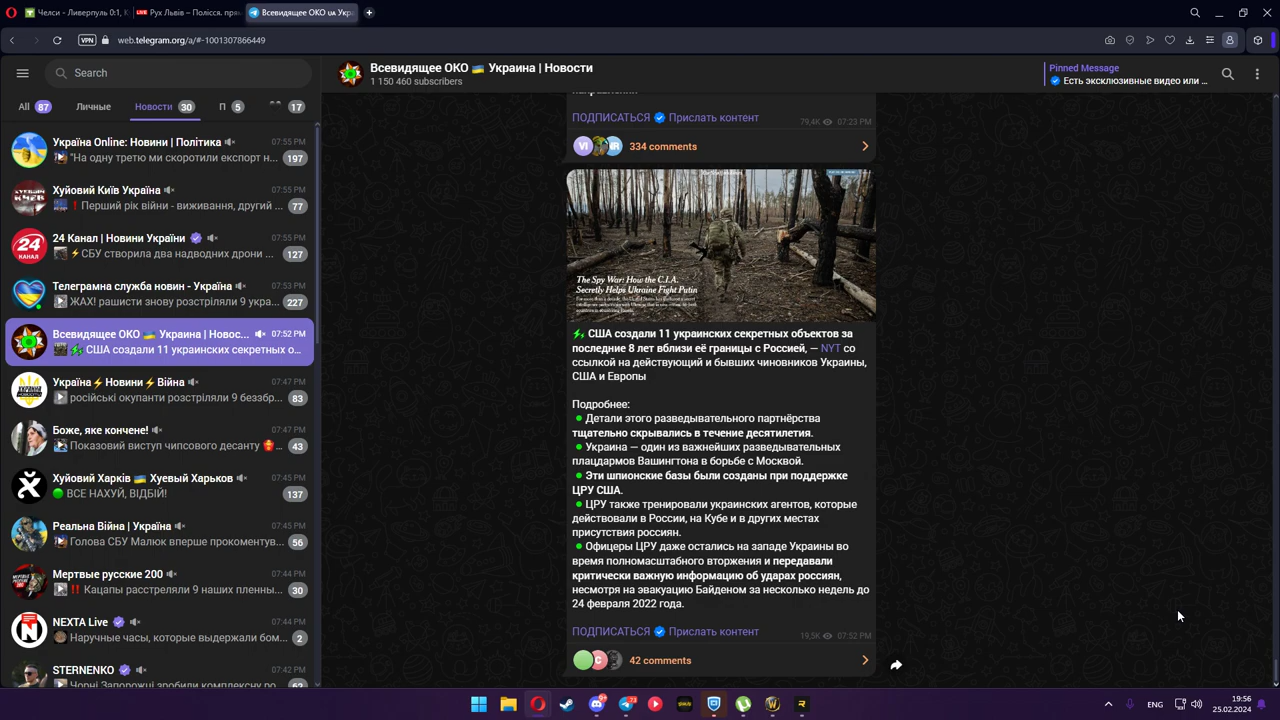 Челси - Ливерпуль 0:1, К
LIVE Рух Львів – Полісся. прям
Всевидящее ОКО UA Укра
VPN web.telegram.org/a/#-1001307866449
Search
All 87 Личные Новости 30 П 5 17
Україна Online: Новини | Політика 07:55 PM
"На одну третю ми скоротили експорт н... 197
Хуйовий Київ Україна 07:55 PM
Перший рік війни - виживання, другий ... 77
24 Канал | Новини України 07:55 PM
⚡СБУ створила два надводних дрони ... 127
24
КАНАЛ
Телеграмна служба новин - Україна 07:53 PM
ЖАХ! рашисти знову розстріляли 9 укра... 227
Всевидящее ОКО 🇺🇦 Украина | Новос... 07:52 PM
США создали 11 украинских секретных о...
Україна⚡Новини⚡Війна 07:47 PM
російські окупанти розстріляли 9 беззбр... 83
Боже, яке кончене! 07:47 PM
Показовий виступ чипсового десанту ... 43
Хуйовий Харків 🇺🇦 Хуевый Харьков 07:45 PM
🟢 ВСЕ НАХУЙ, ВІДБІЙ! 137
Реальна Війна | Україна 07:45 PM
Голова СБУ Малюк вперше прокоментув... 56
Мертвые русские 200 07:44 PM
‼️ Кацапы расстреляли 9 наших пленны... 30
NEXTA Live 07:44 PM
Наручные часы, которые выдержали бом... 2
STERNENKO 07:42 PM
Чорні Запорожці зробили комплексну ро...
Всевидящее ОКО 🇺🇦 Украина | Новости
1 150 460 subscribers
Pinned Message
Есть эксклюзивные видео или ...
ПОДПИСАТЬСЯ Прислать контент
79,4K 07:23 PM
VI
334 comments
The Spy War: How the C.I.A.
Secretly Helps Ukraine Fight Putin
⚡️ США создали 11 украинских секретных объектов за
последние 8 лет вблизи её границы с Россией, — NYT со
ссылкой на действующий и бывших чиновников Украины,
США и Европы
Подробнее:
● Детали этого разведывательного партнёрства
тщательно скрывались в течение десятилетия.
● Украина — один из важнейших разведывательных
плацдармов Вашингтона в борьбе с Москвой.
● Эти шпионские базы были созданы при поддержке
ЦРУ США.
● ЦРУ также тренировали украинских агентов, которые
действовали в России, на Кубе и в других местах
присутствия россиян.
● Офицеры ЦРУ даже остались на западе Украины во
время полномасштабного вторжения и передавали
критически важную информацию об ударах россиян,
несмотря на эвакуацию Байденом за несколько недель до
24 февраля 2022 года.
ПОДПИСАТЬСЯ Прислать контент
19,5K 07:52 PM
C
42 comments
ENG
19:56
25.02.2024